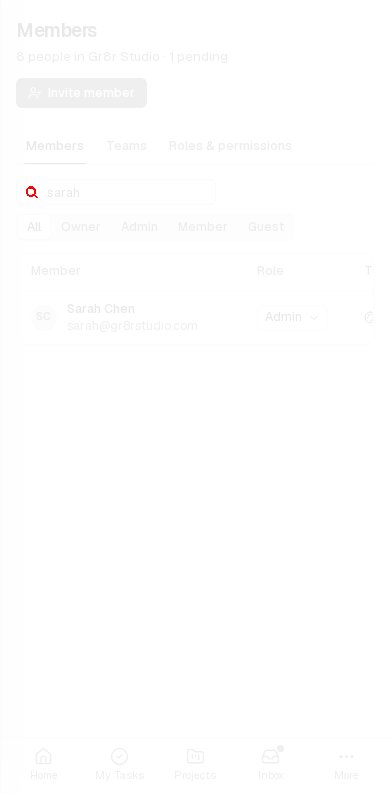 Members
8 people in Gr8r Studio · 1 pending
Invite member
Members Teams Roles & permissions
sarah
All Owner Admin Member Guest
Member Role T
SC Sarah Chen Admin
sarah@gr8rstudio.com
Home My Tasks Projects Inbox More